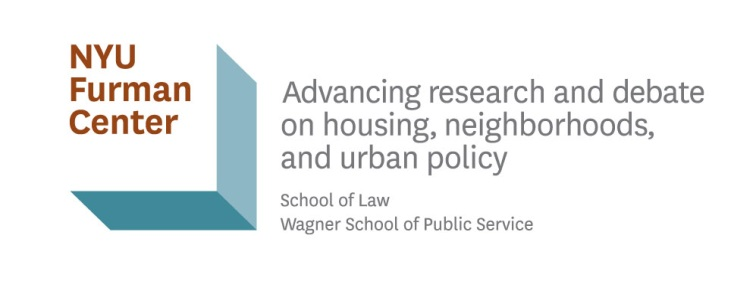 NYU
Furman
Center
Advancing research and debate
on housing, neighborhoods,
and urban policy
School of Law
Wagner School of Public Service